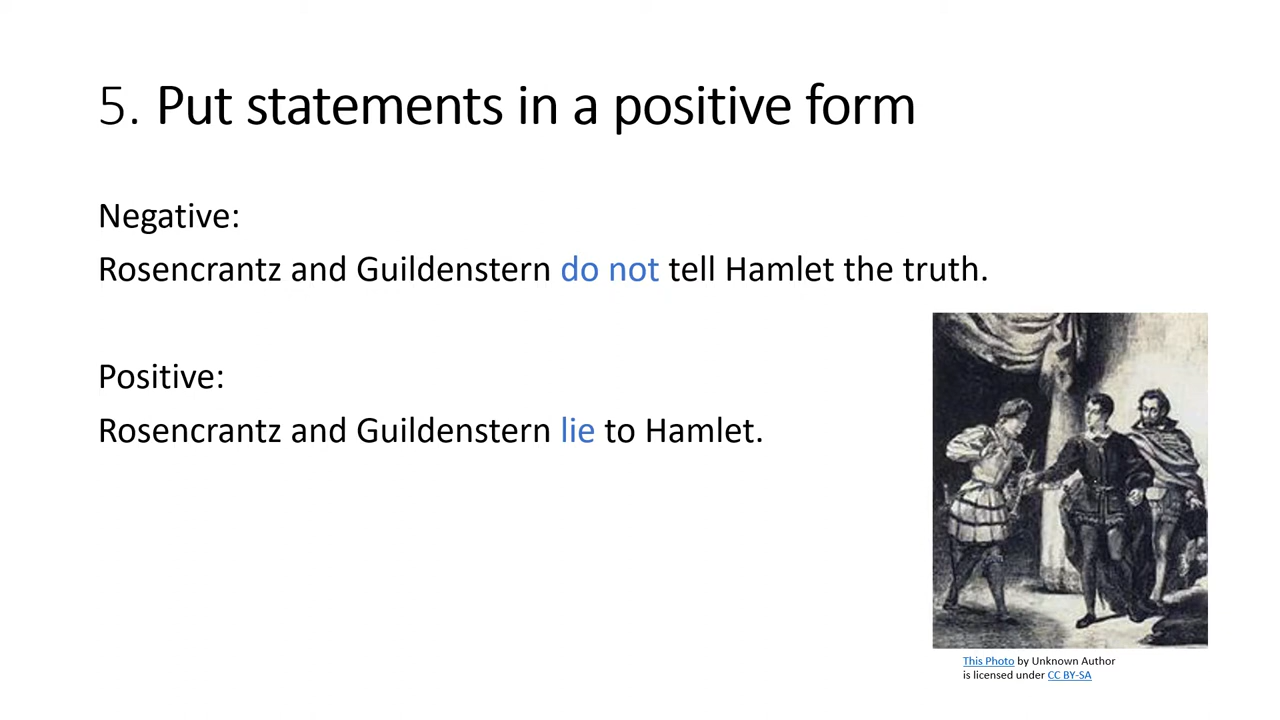 5. Put statements in a positive form
Negative:
Rosencrantz and Guildenstern do not tell Hamlet the truth.
Positive:
Rosencrantz and Guildenstern lie to Hamlet.
This Photo by Unknown Author
is licensed under CC BY-SA